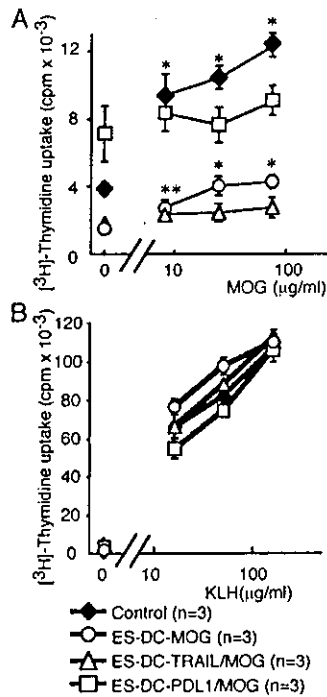 A
[³H]-Thymidine uptake (cpm x 10⁻³)
12
8
4
0
* * *
** * *
0 10 100
MOG (μg/ml)
B
[³H]-Thymidine uptake (cpm x 10⁻³)
120
100
80
60
40
20
0
0 10 100
KLH(μg/ml)
Control (n=3)
ES-DC-MOG (n=3)
ES-DC-TRAIL/MOG (n=3)
ES-DC-PDL1/MOG (n=3)